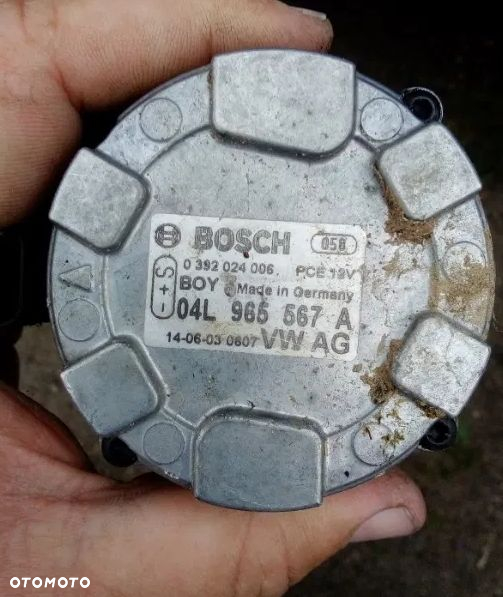 BOSCH 058
0 392 024 006. PCE 12V
BOY Made in Germany
- + S
04L 965 567 A
14-06-03 0607 VW AG
OTOMOTO